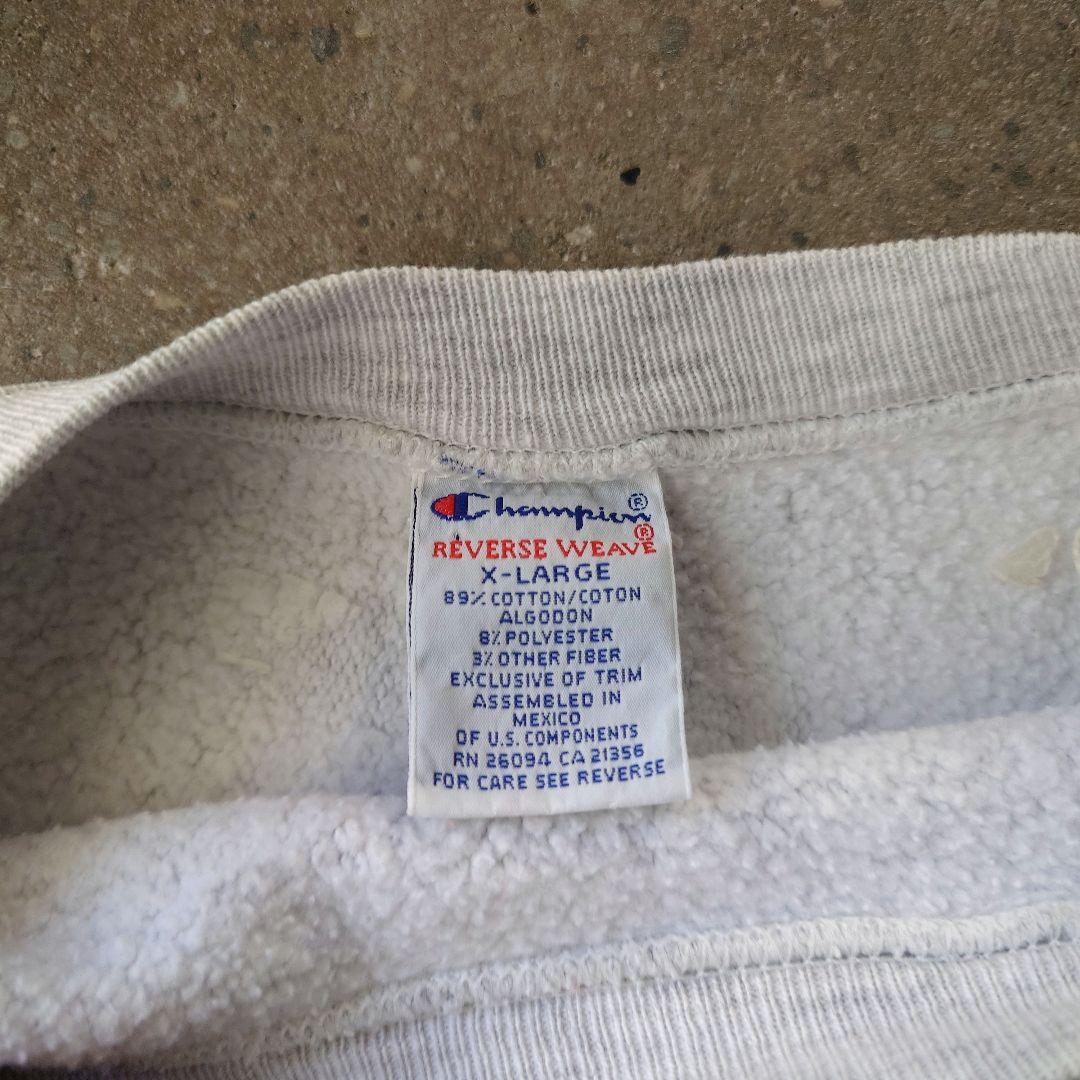 Champion®
REVERSE WEAVE®
X-LARGE
89% COTTON/COTON
ALGODON
8% POLYESTER
3% OTHER FIBER
EXCLUSIVE OF TRIM
ASSEMBLED IN
MEXICO
OF U.S. COMPONENTS
RN 26094 CA 21356
FOR CARE SEE REVERSE